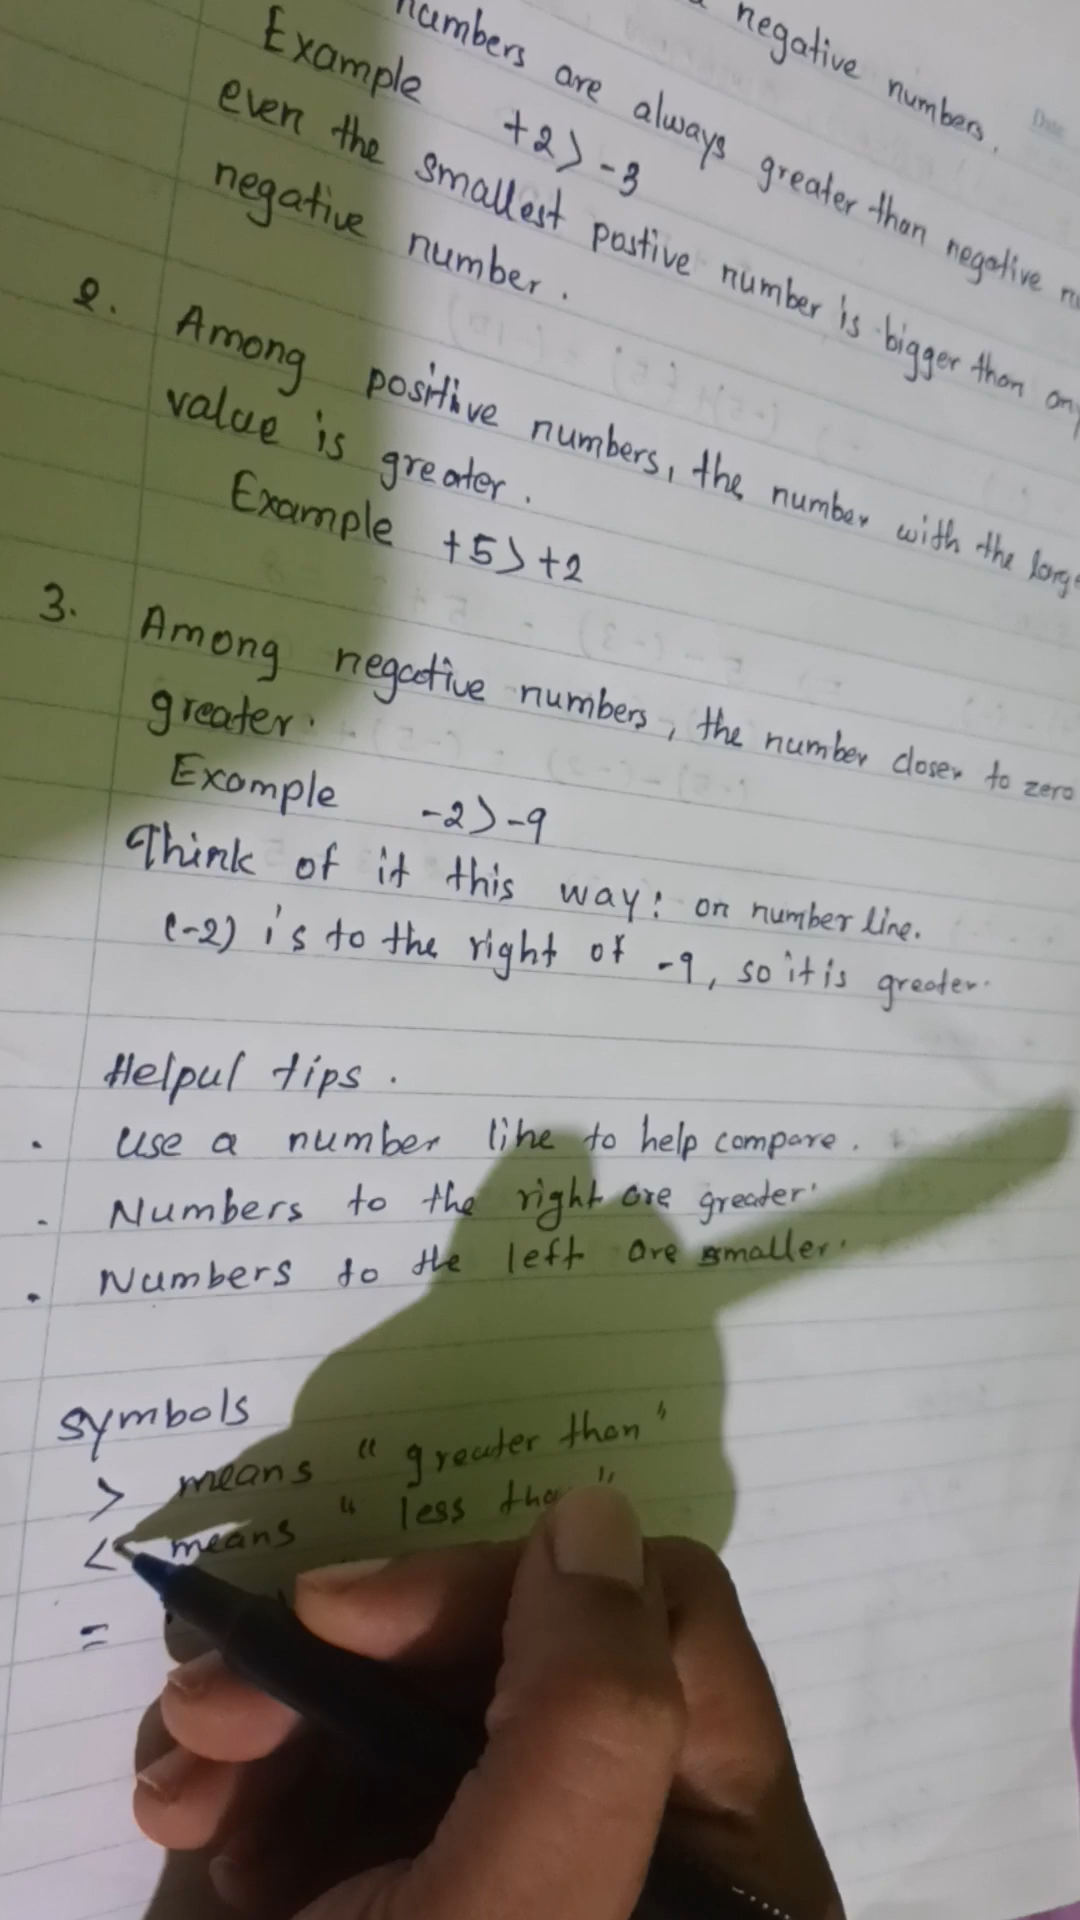 negative numbers.
numbers are always greater than negative
Example +2 > -3
even the smallest postive number is bigger than
negative number.
2. Among positive numbers, the number with the
value is greater.
Example +5 > +2
3. Among negative numbers, the number closer to zero
greater.
Example -2 > -9
Think of it this way: on number line.
(-2) is to the right of -9, so it is greater.
Helpul tips.
• Use a number line to help compare.
• Numbers to the right are greater.
• Numbers to the left are smaller.
Symbols
> means "greater than"
< means "less
=